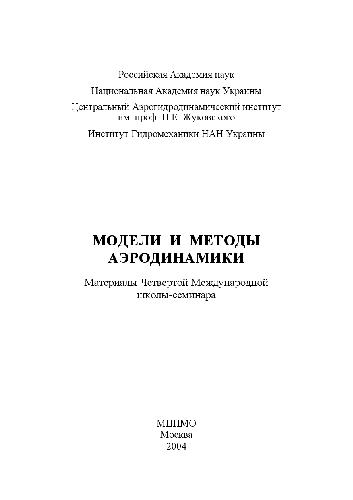 Российская Академия наук
Национальная Академия наук Украины
Центральный Аэрогидродинамический институт
им. проф. Н.Е. Жуковского
Институт Гидромеханики НАН Украины
МОДЕЛИ И МЕТОДЫ
АЭРОДИНАМИКИ
Материалы Четвертой Международной
школы-семинара
МЦНМО
Москва
2004